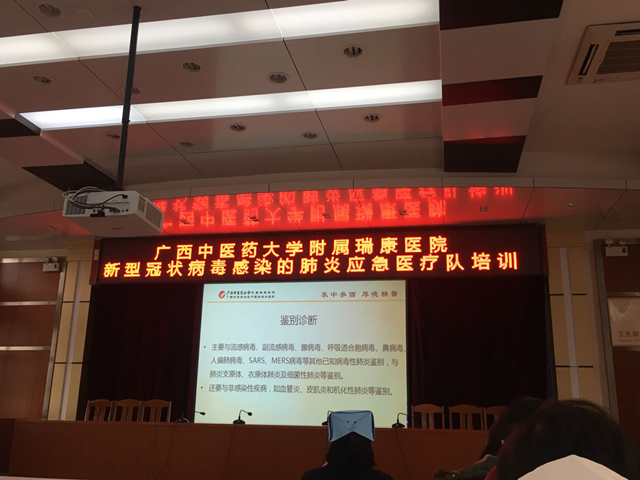 广西中医药大学附属瑞康医院
新型冠状病毒感染的肺炎应急医疗队培训
鉴别诊断
• 主要与流感病毒、副流感病毒、腺病毒、呼吸道合胞病毒、鼻病毒、
人偏肺病毒、SARS、MERS病毒等其他已知病毒性肺炎鉴别，与
肺炎支原体、衣原体肺炎及细菌性肺炎等鉴别。
• 还要与非感染性疾病，如血管炎、皮肌炎和机化性肺炎等鉴别。